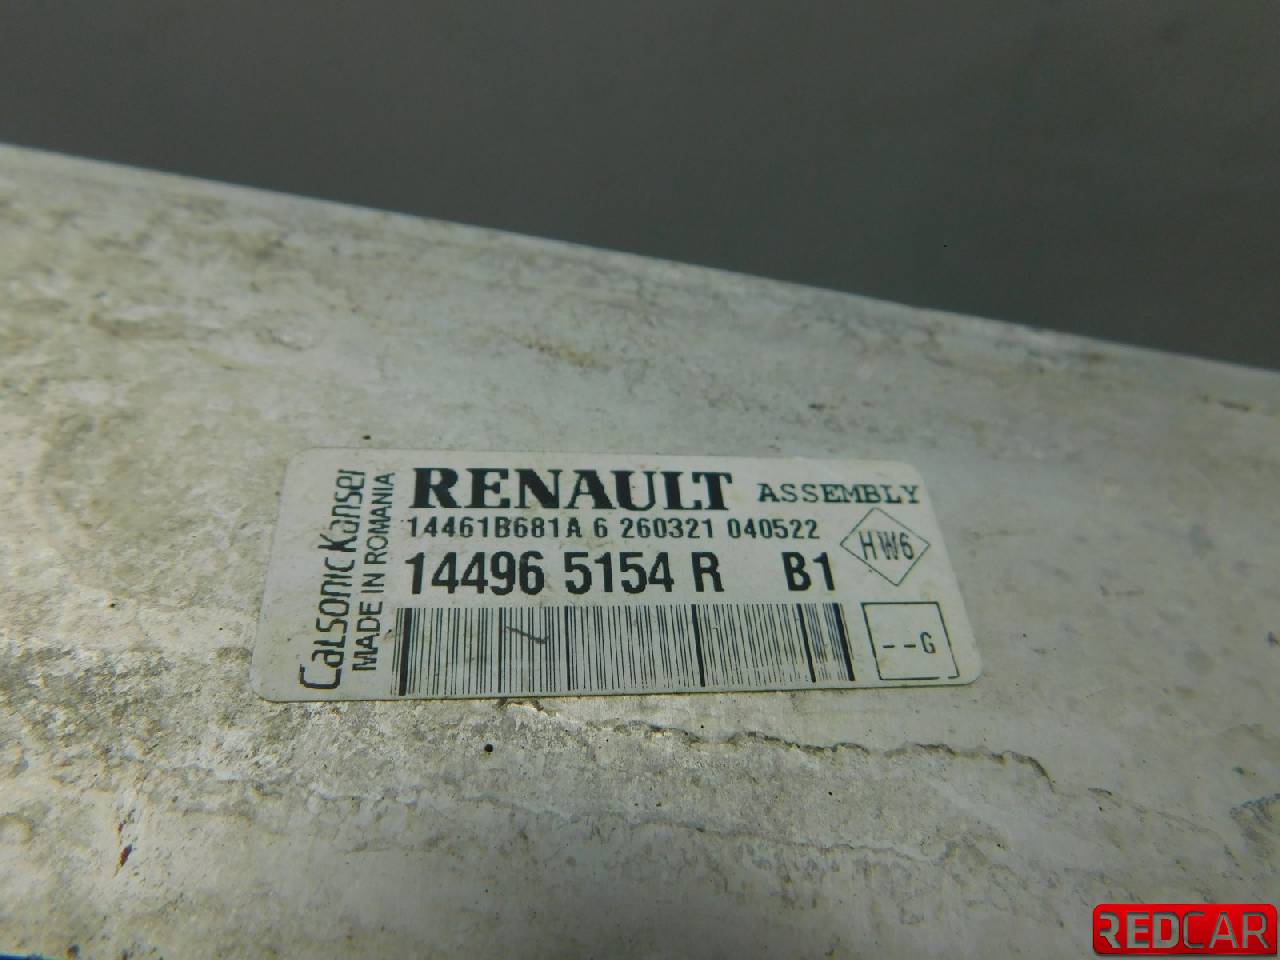 Calsonic Kansei
MADE IN ROMANIA
RENAULT ASSEMBLY
14461B681A 6 260321 040522
14496 5154 R B1
HW6
--G
REDCAR